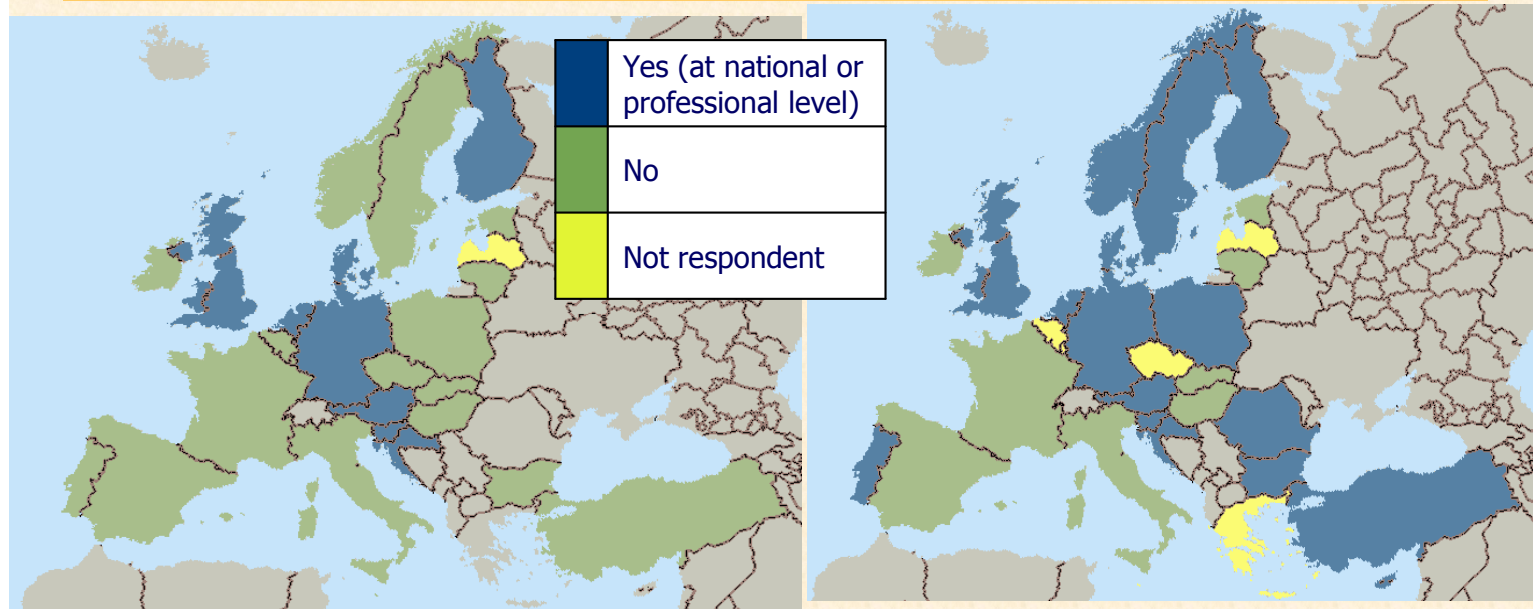 Yes (at national or
professional level)
No
Not respondent